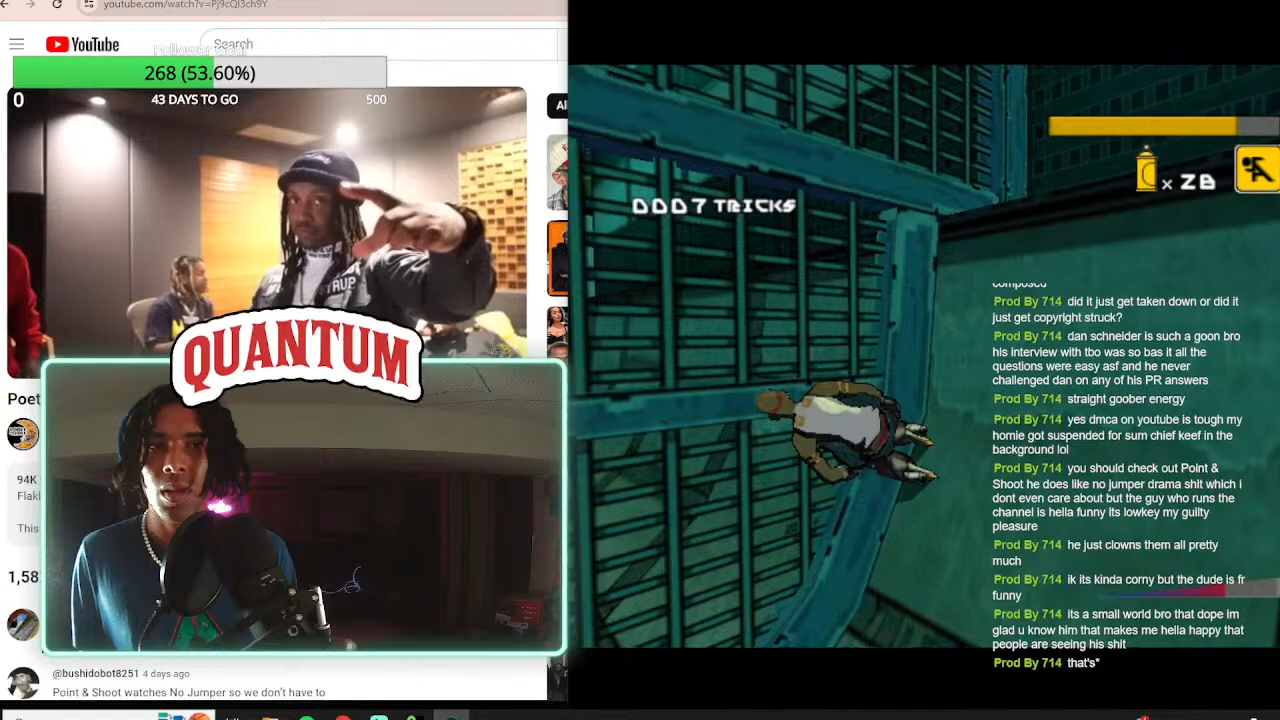 youtube.com/watch?v=Pj9cQl3ch9Y
YouTube
Search
268 (53.60%)
0
43 DAYS TO GO
500
All
QUANTUM
Poet
94K
Flakk
This
1,58
@bushidobot8251 4 days ago
Point & Shoot watches No Jumper so we don't have to
TRICKS
composed
Prod By 714 did it just get taken down or did it
just get copyright struck?
Prod By 714 dan schneider is such a goon bro
his interview with tbo was so bas it all the
questions were easy asf and he never
challenged dan on any of his PR answers
Prod By 714 straight goober energy
Prod By 714 yes dmca on youtube is tough my
homie got suspended for sum chief keef in the
background lol
Prod By 714 you should check out Point &
Shoot he does like no jumper drama shit which i
dont even care about but the guy who runs the
channel is hella funny its lowkey my guilty
pleasure
Prod By 714 he just clowns them all pretty
much
Prod By 714 ik its kinda corny but the dude is fr
funny
Prod By 714 its a small world bro that dope im
glad u know him that makes me hella happy that
people are seeing his shit
Prod By 714 that's*